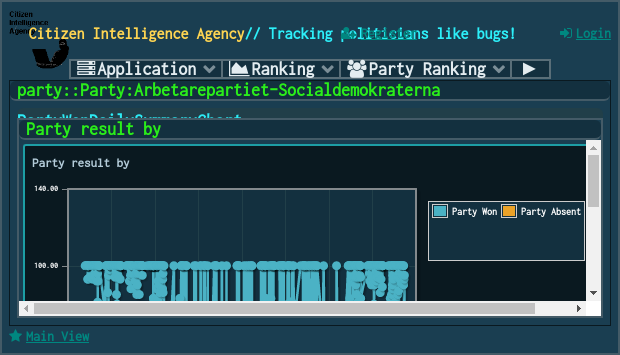 Citizen
Intelligence
Agency
Citizen Intelligence Agency// Tracking politicians like bugs!
Login
Application
Ranking
Party Ranking
party::Party:Arbetarepartiet-Socialdemokraterna
PartyWonDailySummaryChart
Party result by
Party result by
140.00
Party Won
Party Absent
100.00
Main View